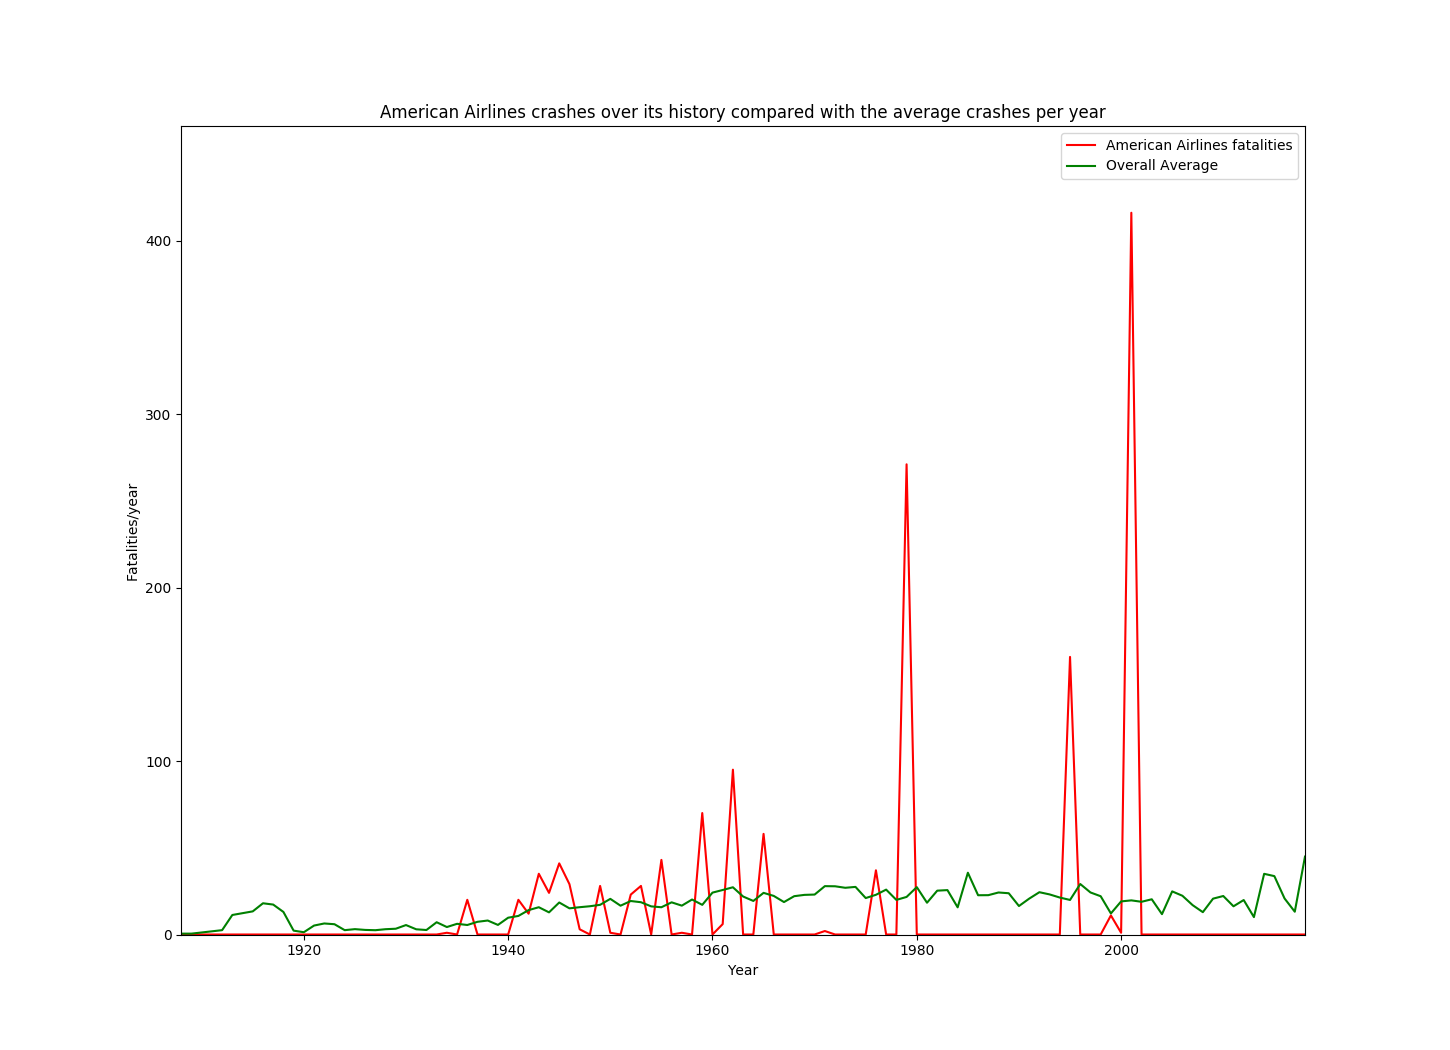 American Airlines crashes over its history compared with the average crashes per year
American Airlines fatalities
Overall Average
400
300
200
100
0
Fatalities/year
1920 1940 1960 1980 2000
Year